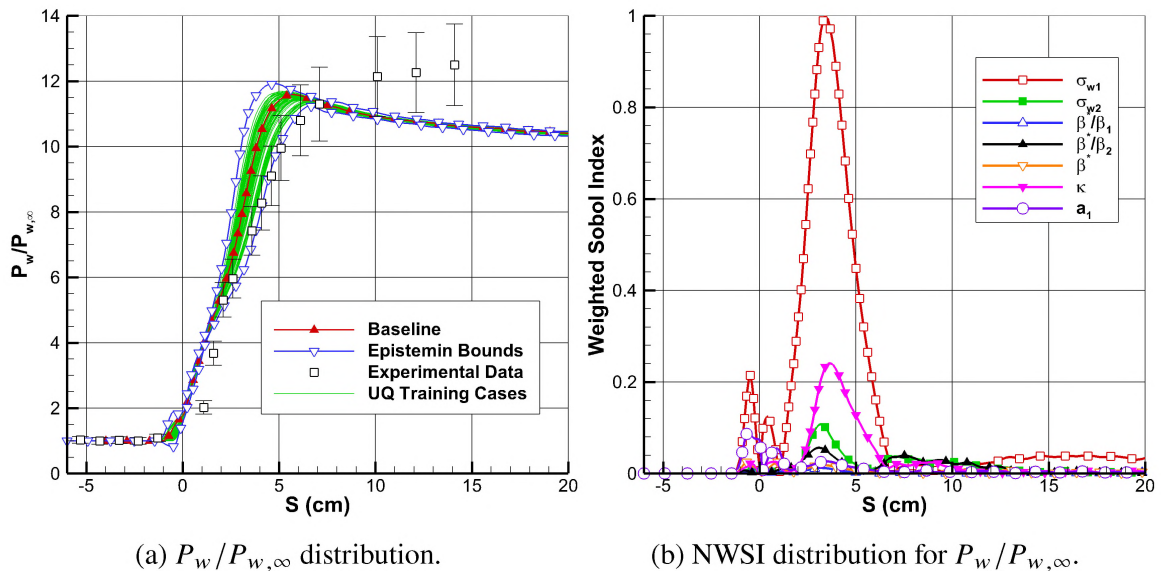 14
12
10
8
6
4
2
0
P_w/P_w,∞
-5
0
5
10
15
20
S (cm)
Baseline
Epistemin Bounds
Experimental Data
UQ Training Cases
1
0.8
0.6
0.4
0.2
0
Weighted Sobol Index
-5
0
5
10
15
20
S (cm)
σ_w1
σ_w2
β*/β_1
β*/β_2
β*
κ
a_1
(a) P_w/P_w,∞ distribution.
(b) NWSI distribution for P_w/P_w,∞.